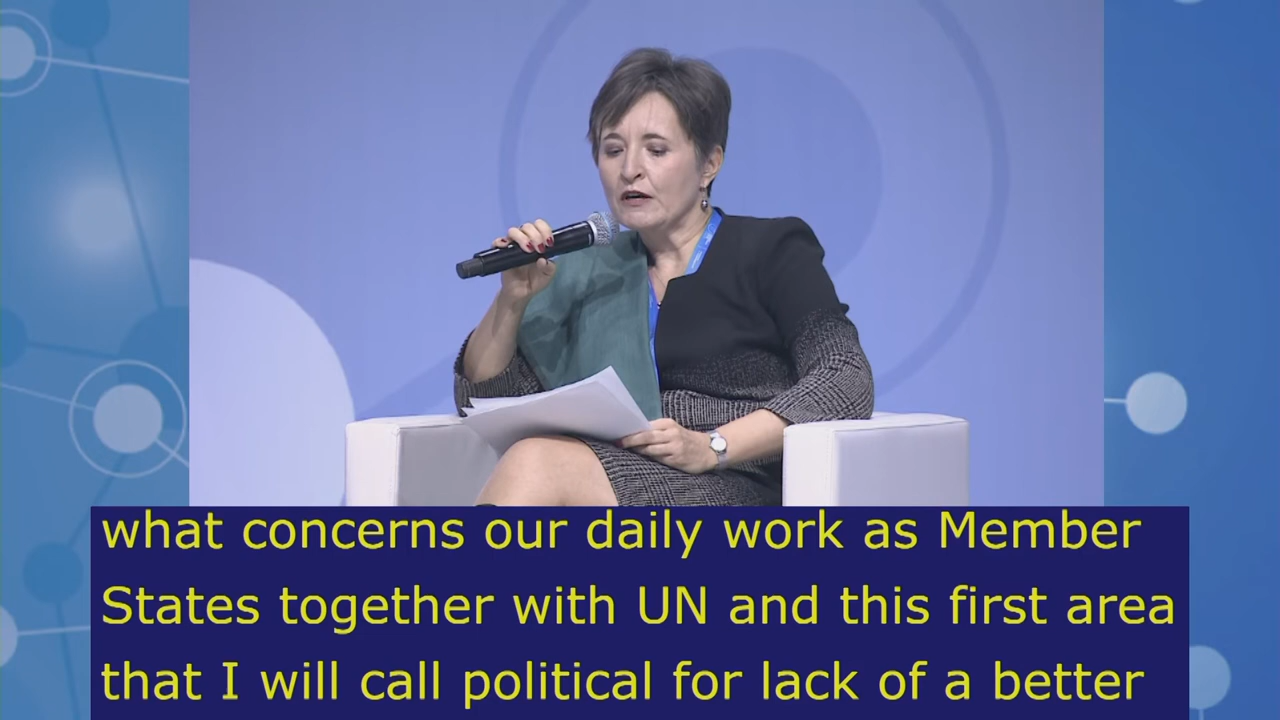 what concerns our daily work as Member
States together with UN and this first area
that I will call political for lack of a better